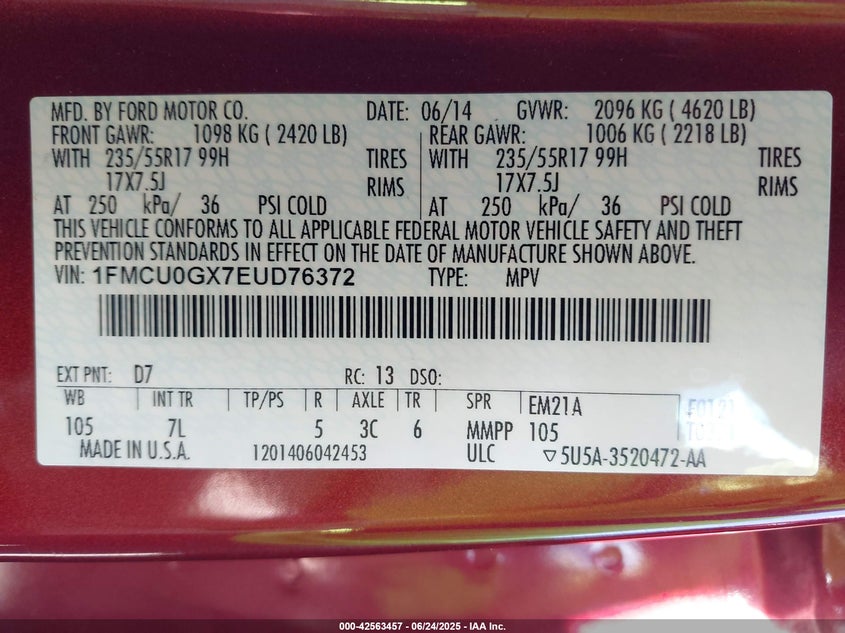 MFD. BY FORD MOTOR CO. DATE: 06/14 GVWR: 2096 KG ( 4620 LB)
FRONT GAWR: 1098 KG ( 2420 LB) REAR GAWR: 1006 KG ( 2218 LB)
WITH 235/55R17 99H TIRES WITH 235/55R17 99H TIRES
17X7.5J RIMS 17X7.5J RIMS
AT 250 kPa/ 36 PSI COLD AT 250 kPa/ 36 PSI COLD
THIS VEHICLE CONFORMS TO ALL APPLICABLE FEDERAL MOTOR VEHICLE SAFETY AND THEFT
PREVENTION STANDARDS IN EFFECT ON THE DATE OF MANUFACTURE SHOWN ABOVE.
VIN: 1FMCU0GX7EUD76372 TYPE: MPV
EXT PNT: D7 RC: 13 DSO:
WB INT TR TP/PS R AXLE TR SPR EM21A
105 7L 5 3C 6 MMPP 105
MADE IN U.S.A. 1201406042453 ULC ▽5U5A-3520472-AA
000-42563457 - 06/24/2025 - IAA Inc.